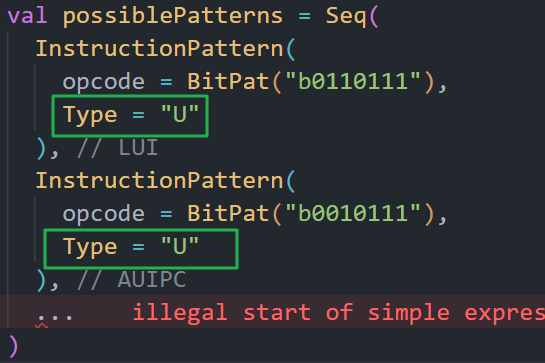 val possiblePatterns = Seq(
InstructionPattern(
opcode = BitPat("b0110111"),
Type = "U"
), // LUI
InstructionPattern(
opcode = BitPat("b0010111"),
Type = "U"
), // AUIPC
... illegal start of simple expres
)